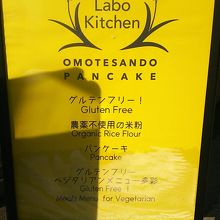 Labo
Kitchen
OMOTESANDO
PANCAKE
グルテンフリー！
Gluten Free
農薬不使用の米粉
Organic Rice Flour
パンケーキ
Pancake
グルテンフリー
ベジタリアンメニュー多彩
Gluten Free !
Meals Menu for Vegetarian